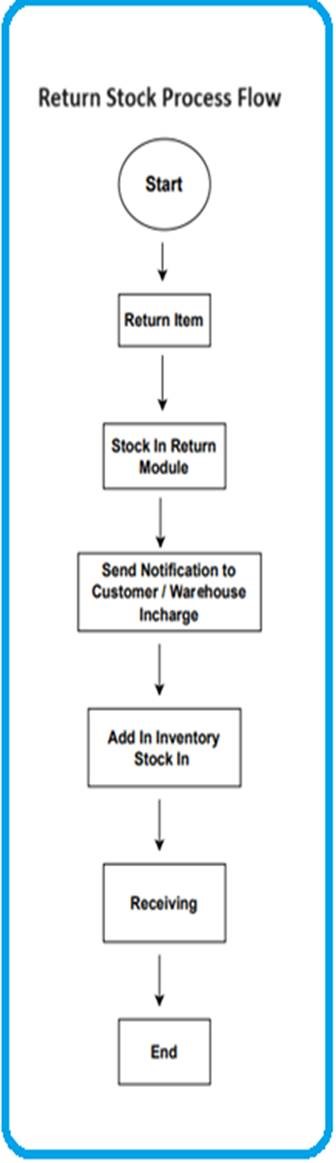 Return Stock Process Flow
Start
Return Item
Stock In Return
Module
Send Notification to
Customer / Warehouse
Incharge
Add In Inventory
Stock In
Receiving
End